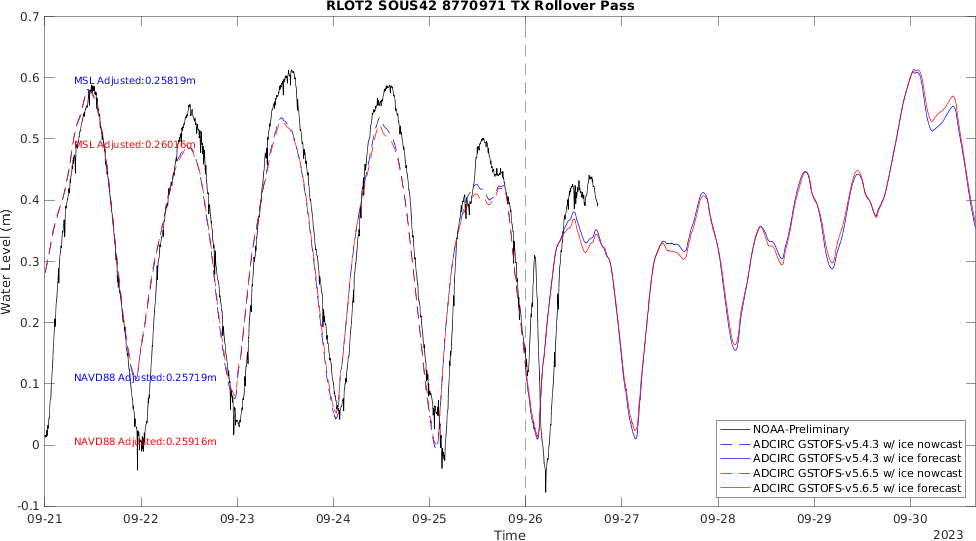 RLOT2 SOUS42 8770971 TX Rollover Pass
0.7
0.6
0.5
0.4
0.3
0.2
0.1
0
-0.1
Water Level (m)
MSL Adjusted:0.25819m
MSL Adjusted:0.26016m
NAVD88 Adjusted:0.25719m
NAVD88 Adjusted:0.25916m
NOAA-Preliminary
ADCIRC GSTOFS-v5.4.3 w/ ice nowcast
ADCIRC GSTOFS-v5.4.3 w/ ice forecast
ADCIRC GSTOFS-v5.6.5 w/ ice nowcast
ADCIRC GSTOFS-v5.6.5 w/ ice forecast
09-21 09-22 09-23 09-24 09-25 09-26 09-27 09-28 09-29 09-30
Time
2023